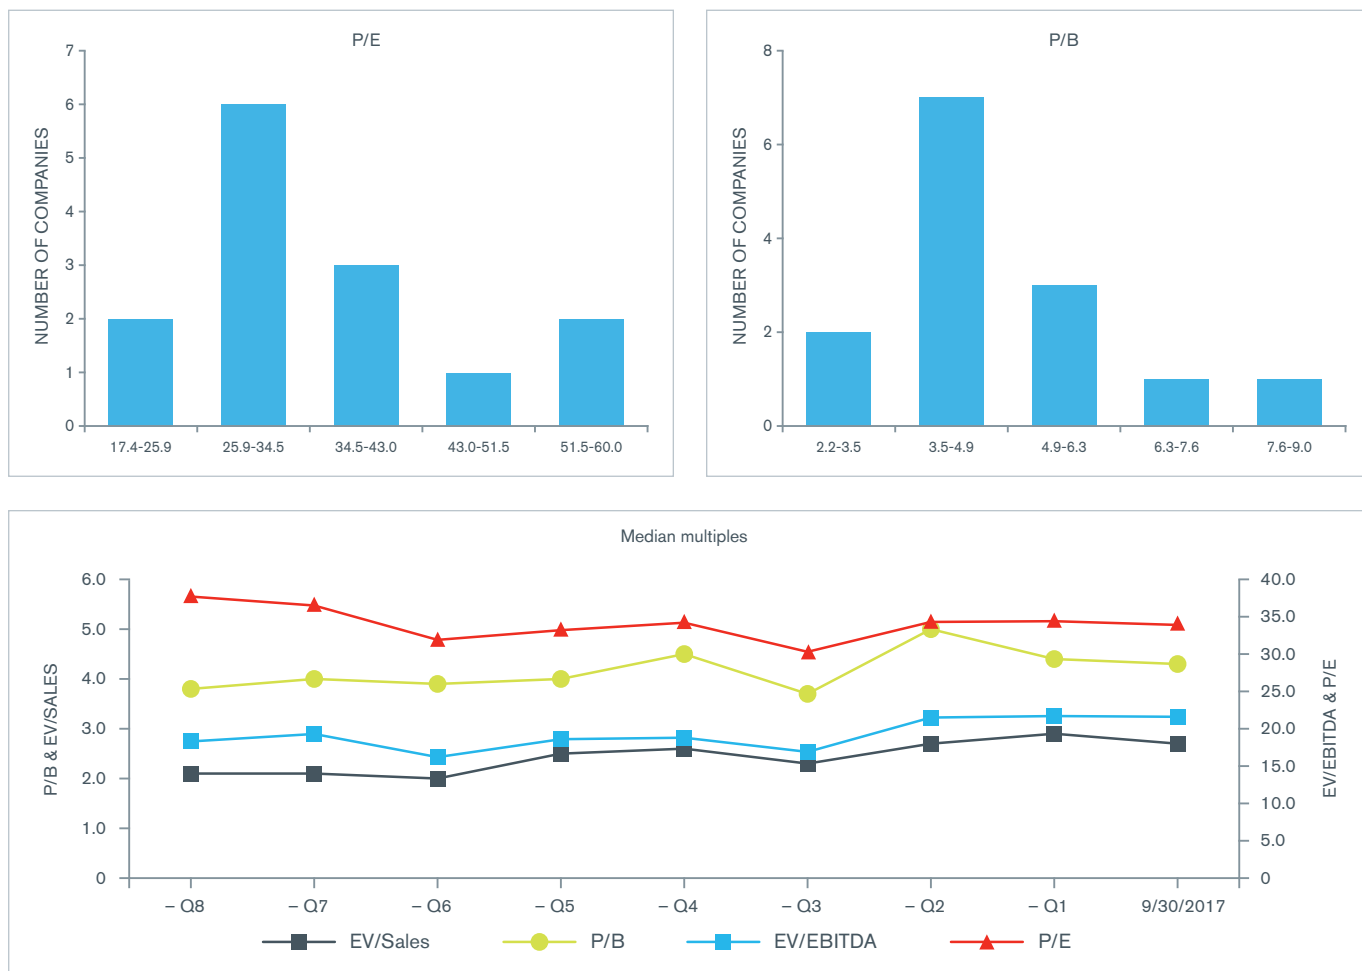 P/E
NUMBER OF COMPANIES
7
6
5
4
3
2
1
0
17.4-25.9 25.9-34.5 34.5-43.0 43.0-51.5 51.5-60.0
P/B
NUMBER OF COMPANIES
8
6
4
2
0
2.2-3.5 3.5-4.9 4.9-6.3 6.3-7.6 7.6-9.0
Median multiples
P/B & EV/SALES
6.0
5.0
4.0
3.0
2.0
1.0
0
EV/EBITDA & P/E
40.0
35.0
30.0
25.0
20.0
15.0
10.0
5.0
0
– Q8 – Q7 – Q6 – Q5 – Q4 – Q3 – Q2 – Q1 9/30/2017
EV/Sales P/B EV/EBITDA P/E